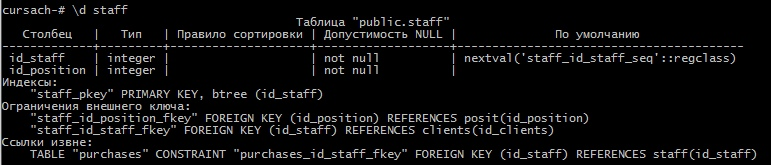 cursach-# \d staff
Таблица "public.staff"
Столбец | Тип | Правило сортировки | Допустимость NULL | По умолчанию
-------------+---------+--------------------+-------------------+-----------------------------------------
id_staff | integer | | not null | nextval('staff_id_staff_seq'::regclass)
id_position | integer | | not null |
Индексы:
"staff_pkey" PRIMARY KEY, btree (id_staff)
Ограничения внешнего ключа:
"staff_id_position_fkey" FOREIGN KEY (id_position) REFERENCES posit(id_position)
"staff_id_staff_fkey" FOREIGN KEY (id_staff) REFERENCES clients(id_clients)
Ссылки извне:
TABLE "purchases" CONSTRAINT "purchases_id_staff_fkey" FOREIGN KEY (id_staff) REFERENCES staff(id_staff)